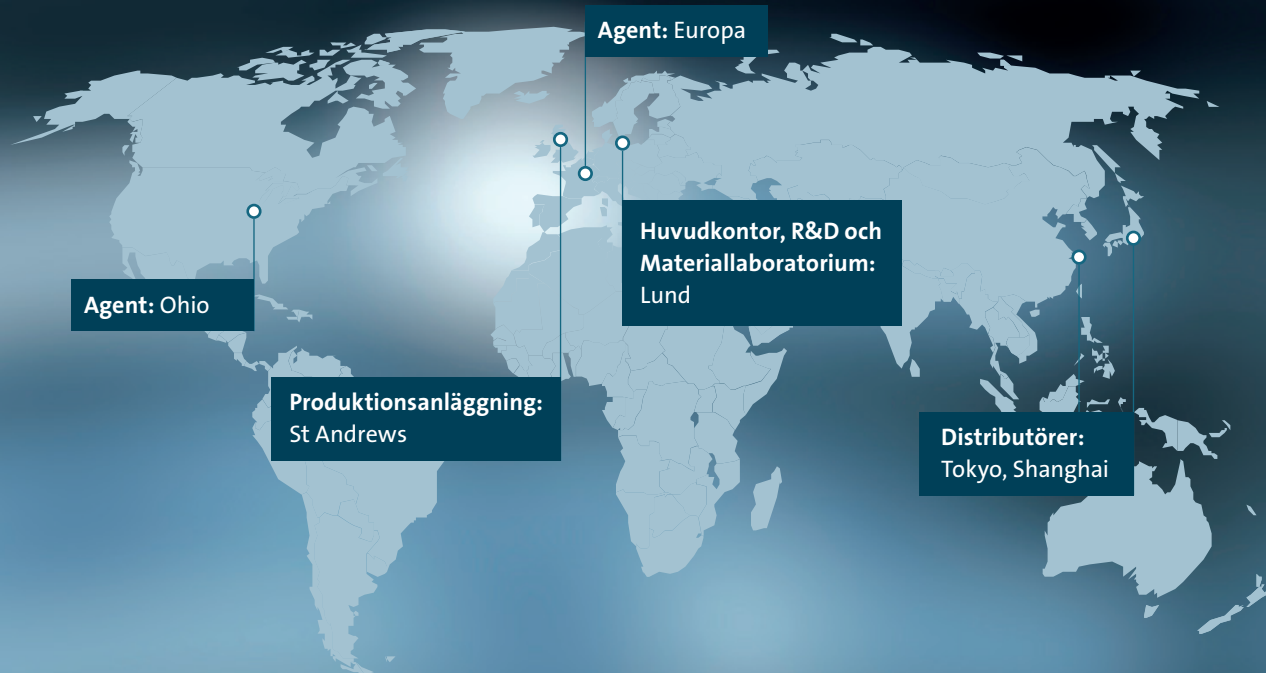 Agent: Europa
Huvudkontor, R&D och
Materiallaboratorium:
Lund
Agent: Ohio
Produktionsanläggning:
St Andrews
Distributörer:
Tokyo, Shanghai